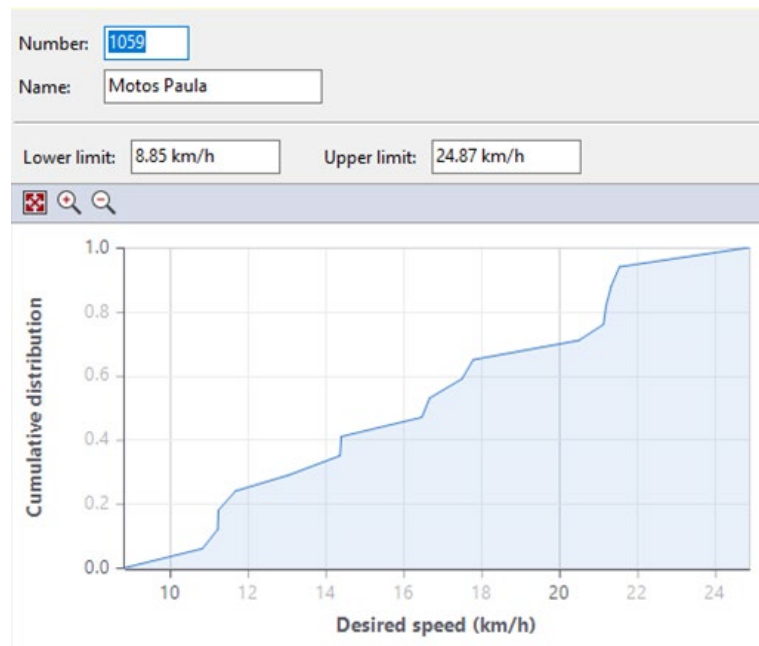 Number: 1059
Name: Motos Paula
Lower limit: 8.85 km/h Upper limit: 24.87 km/h
1.0
0.8
0.6
0.4
0.2
0.0
Cumulative distribution
10 12 14 16 18 20 22 24
Desired speed (km/h)